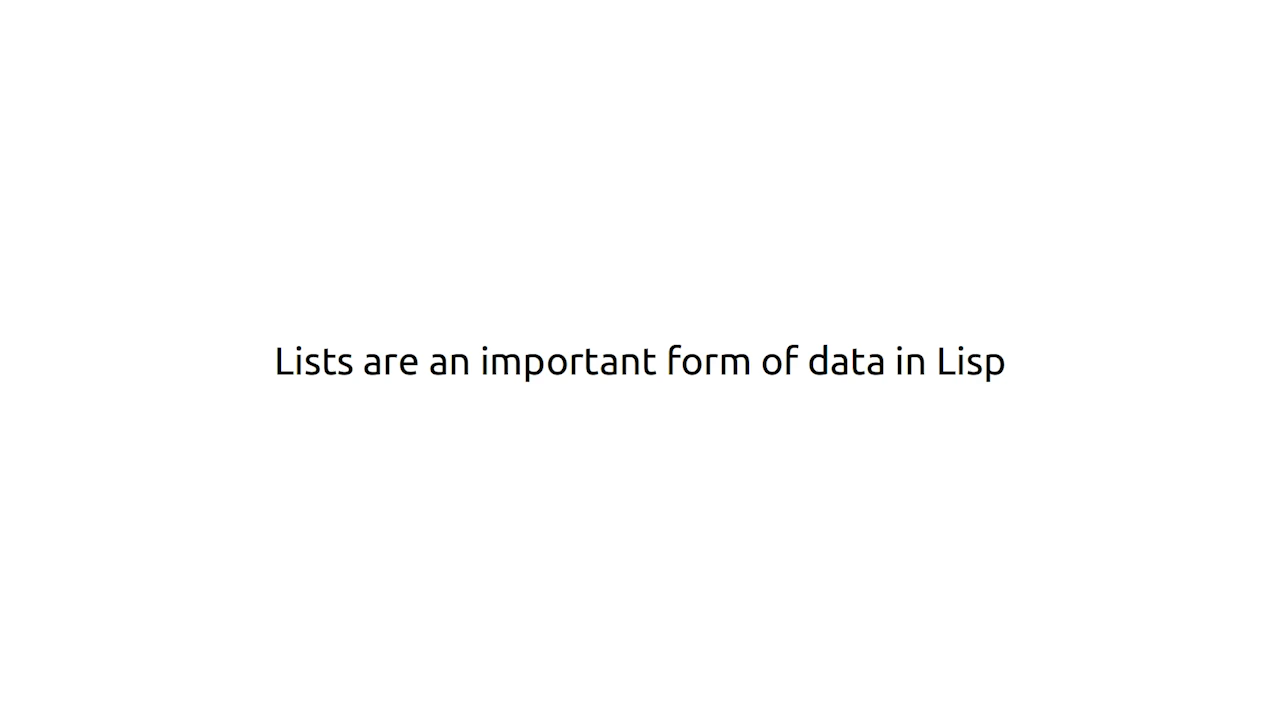 Lists are an important form of data in Lisp